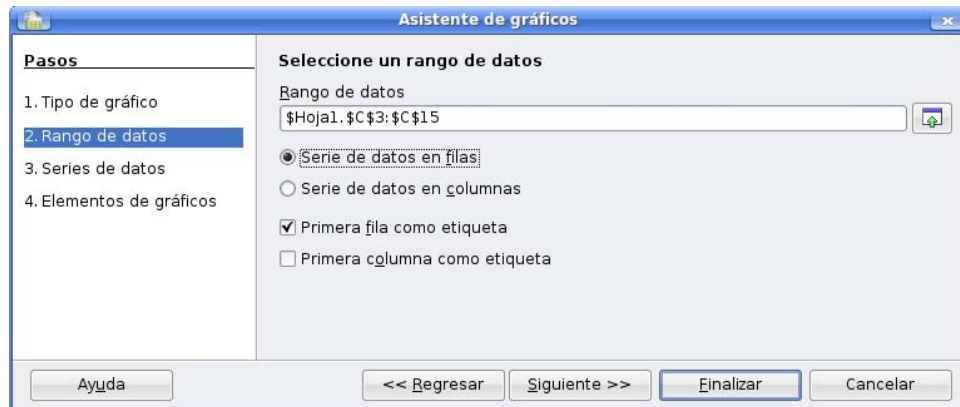 Asistente de gráficos
Pasos
1. Tipo de gráfico
2. Rango de datos
3. Series de datos
4. Elementos de gráficos
Seleccione un rango de datos
Rango de datos
$Hoja1.$C$3:$C$15
Serie de datos en filas
Serie de datos en columnas
Primera fila como etiqueta
Primera columna como etiqueta
Ayuda
<< Regresar
Siguiente >>
Finalizar
Cancelar